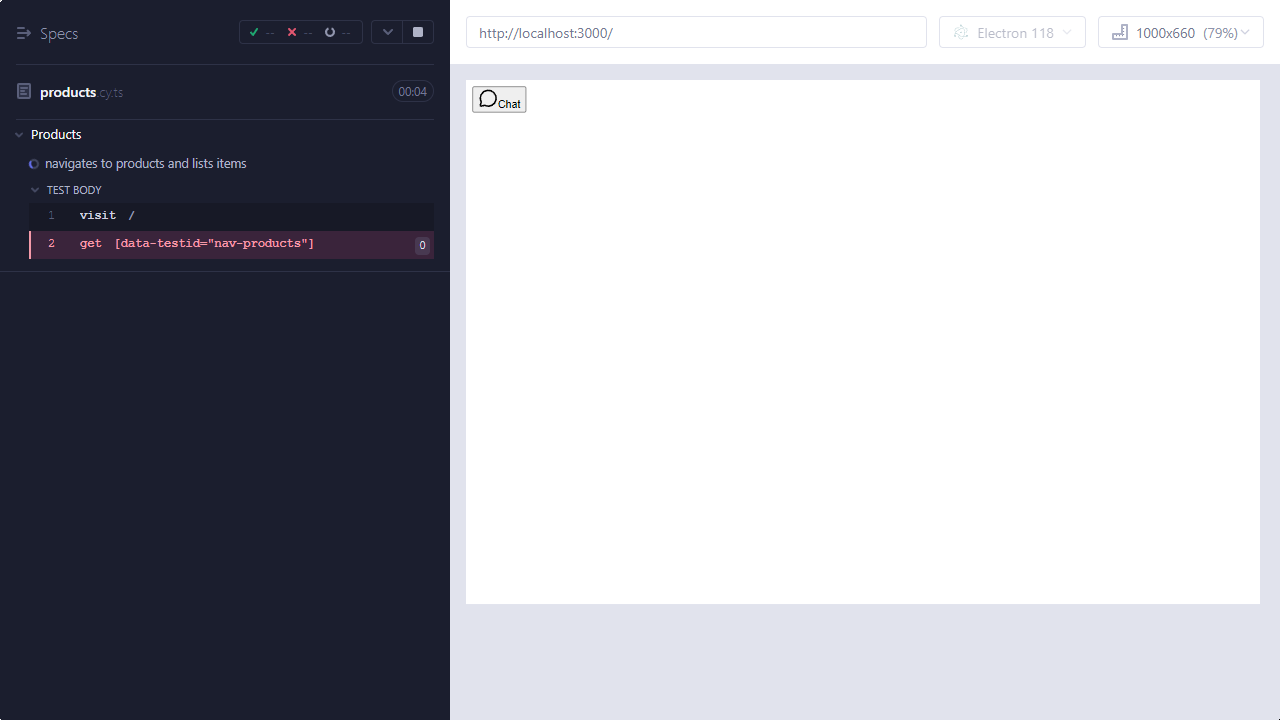 Specs
-- -- --
products.cy.ts 00:04
Products
navigates to products and lists items
TEST BODY
1 visit /
2 get [data-testid="nav-products"] 0
http://localhost:3000/ Electron 118 1000x660 (79%)
Chat